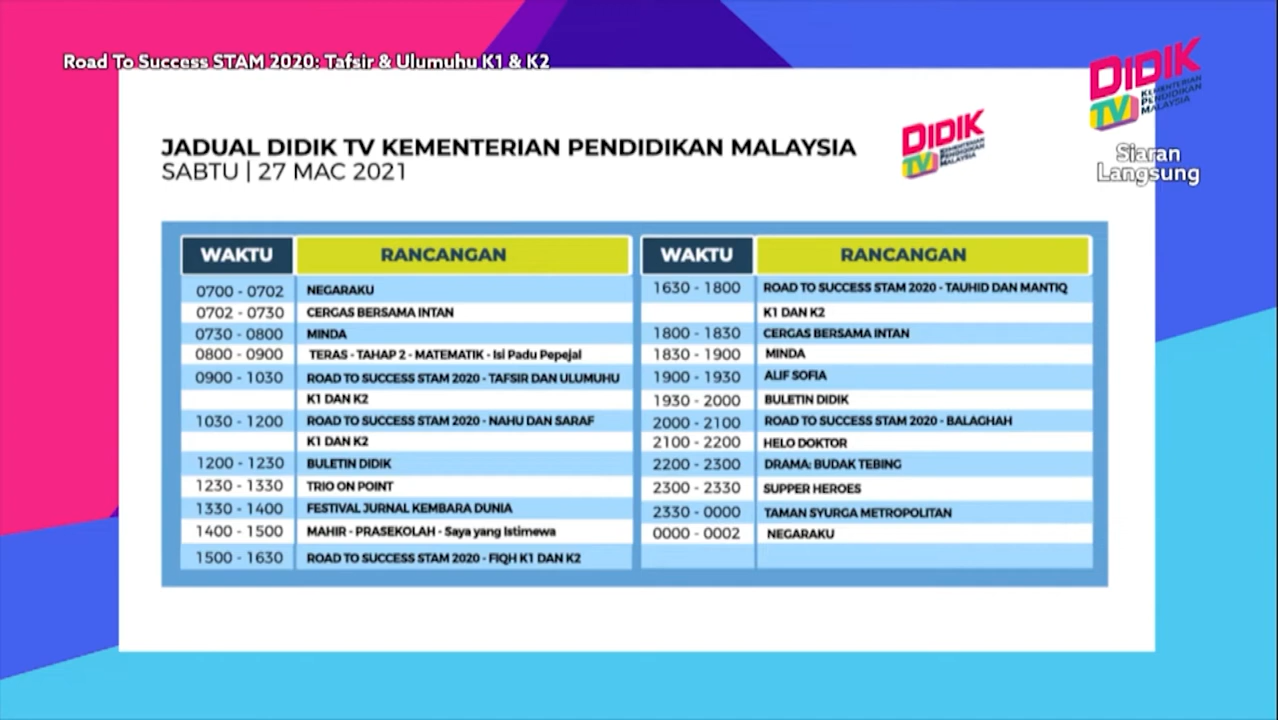 Road To Success STAM 2020: Tafsir & Ulumuhu K1 & K2
DIDIK
TV
KEMENTERIAN
PENDIDIKAN
MALAYSIA
Siaran
Langsung
JADUAL DIDIK TV KEMENTERIAN PENDIDIKAN MALAYSIA
SABTU | 27 MAC 2021
DIDIK
TV
KEMENTERIAN
PENDIDIKAN
MALAYSIA
WAKTU RANCANGAN
0700 - 0702 NEGARAKU
0702 - 0730 CERGAS BERSAMA INTAN
0730 - 0800 MINDA
0800 - 0900 TERAS - TAHAP 2 - MATEMATIK - Isi Padu Pepejal
0900 - 1030 ROAD TO SUCCESS STAM 2020 - TAFSIR DAN ULUMUHU
K1 DAN K2
1030 - 1200 ROAD TO SUCCESS STAM 2020 - NAHU DAN SARAF
K1 DAN K2
1200 - 1230 BULETIN DIDIK
1230 - 1330 TRIO ON POINT
1330 - 1400 FESTIVAL JURNAL KEMBARA DUNIA
1400 - 1500 MAHIR - PRASEKOLAH - Saya yang Istimewa
1500 - 1630 ROAD TO SUCCESS STAM 2020 - FIQH K1 DAN K2
WAKTU RANCANGAN
1630 - 1800 ROAD TO SUCCESS STAM 2020 - TAUHID DAN MANTIQ
K1 DAN K2
1800 - 1830 CERGAS BERSAMA INTAN
1830 - 1900 MINDA
1900 - 1930 ALIF SOFIA
1930 - 2000 BULETIN DIDIK
2000 - 2100 ROAD TO SUCCESS STAM 2020 - BALAGHAH
2100 - 2200 HELO DOKTOR
2200 - 2300 DRAMA: BUDAK TEBING
2300 - 2330 SUPPER HEROES
2330 - 0000 TAMAN SYURGA METROPOLITAN
0000 - 0002 NEGARAKU